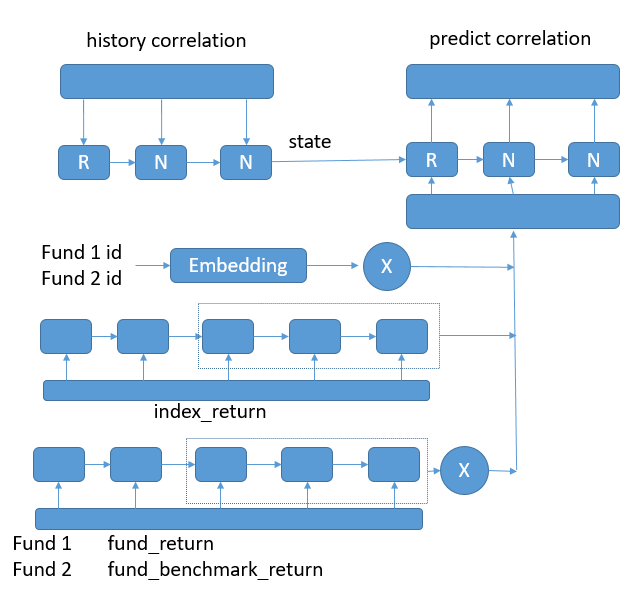 history correlation
predict correlation
R
N
N
state
R
N
N
Fund 1 id
Fund 2 id
Embedding
X
index_return
X
Fund 1 fund_return
Fund 2 fund_benchmark_return